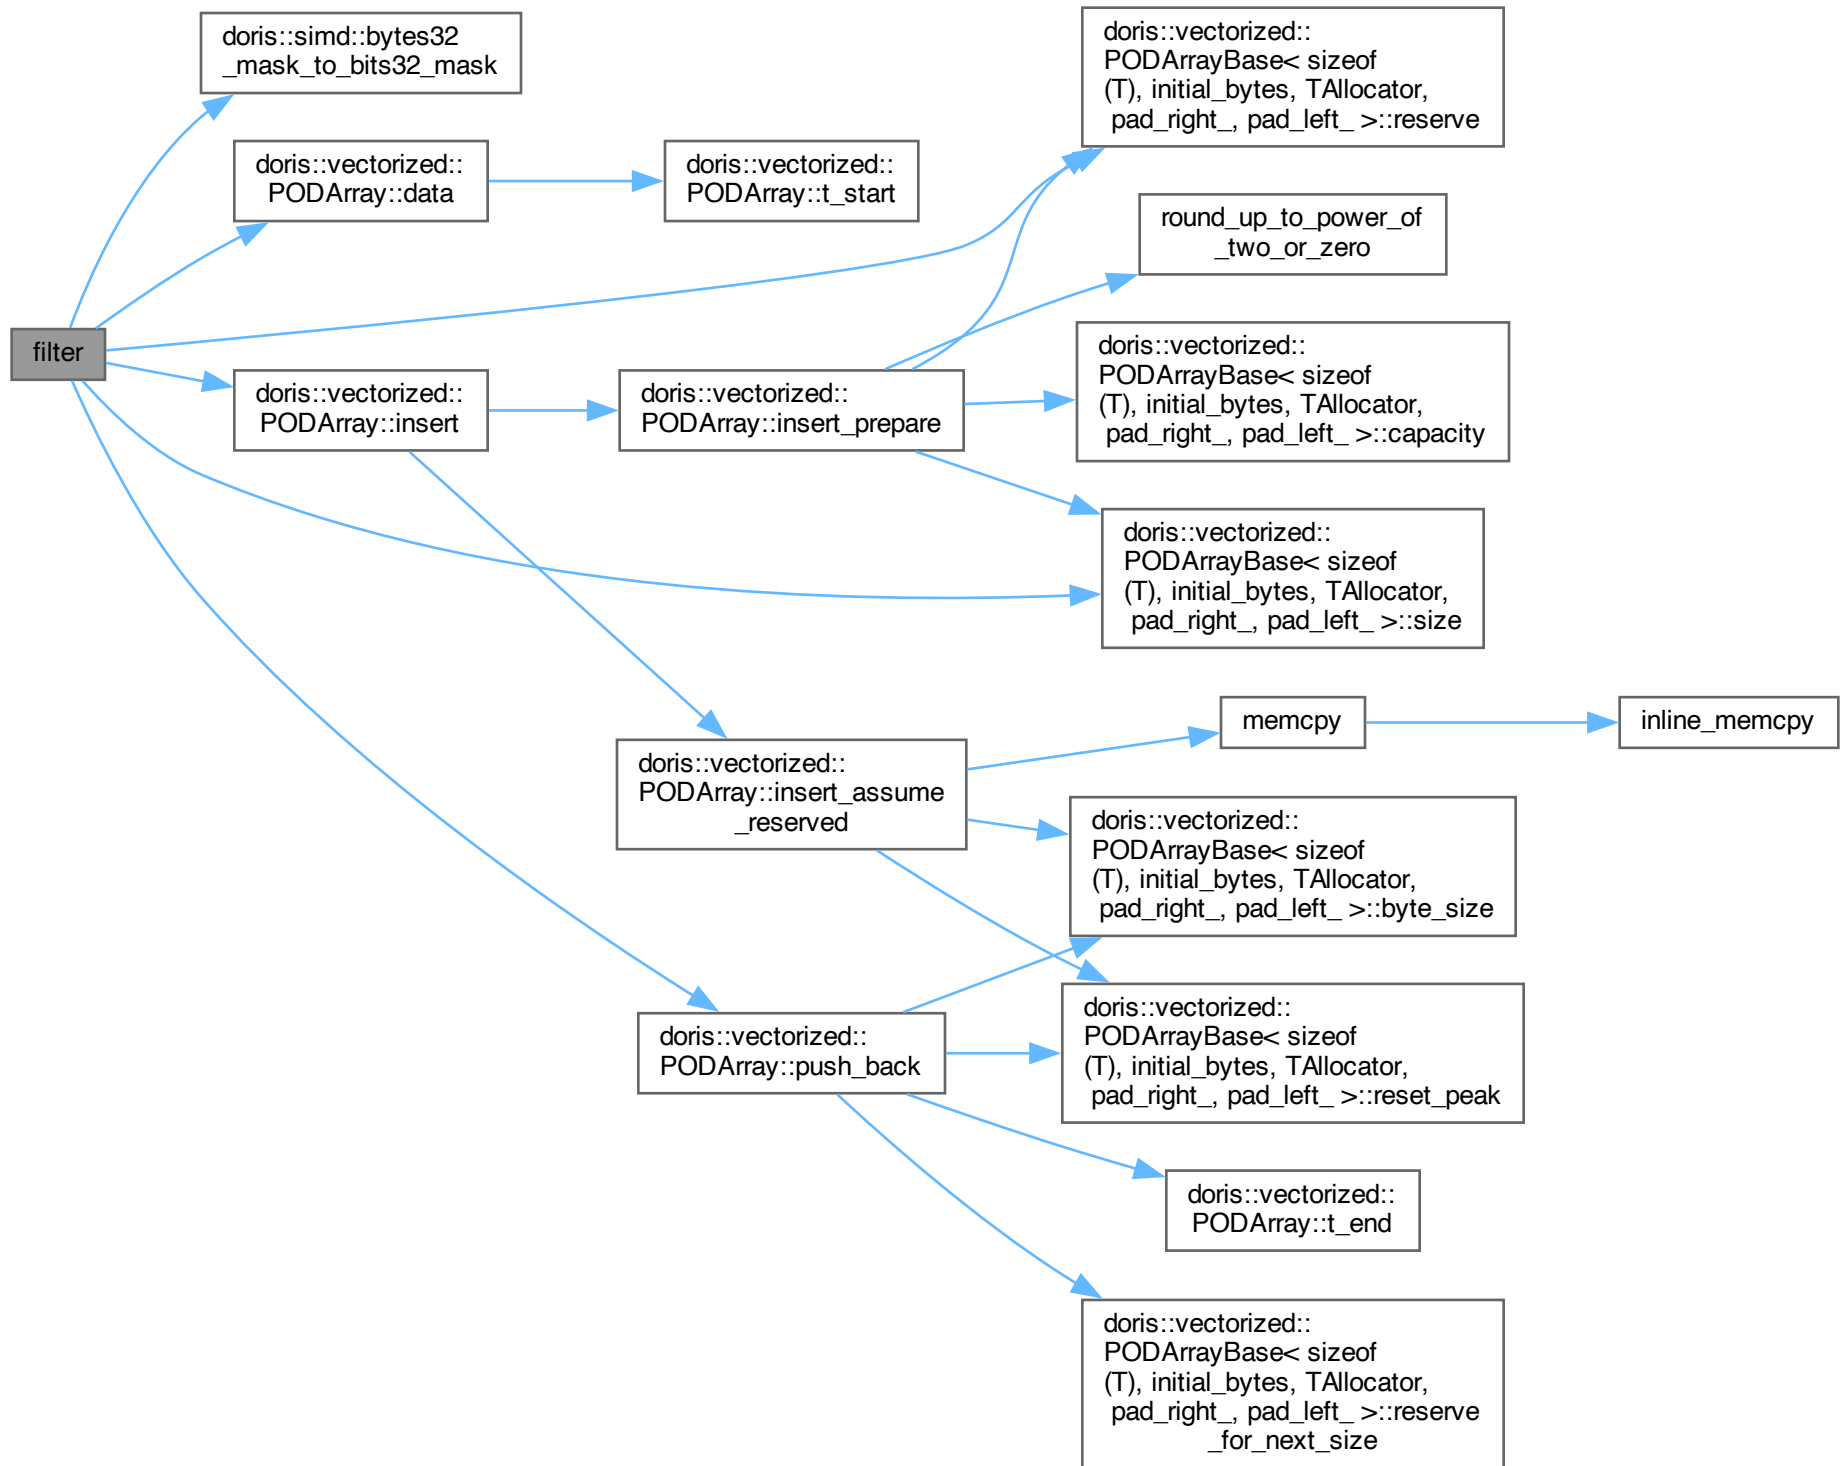 doris::simd::bytes32
_mask_to_bits32_mask
doris::vectorized::
PODArray::data
doris::vectorized::
PODArray::t_start
doris::vectorized::
PODArrayBase< sizeof
(T), initial_bytes, TAllocator,
pad_right_, pad_left_ >::reserve
round_up_to_power_of
_two_or_zero
filter
doris::vectorized::
PODArray::insert
doris::vectorized::
PODArray::insert_prepare
doris::vectorized::
PODArrayBase< sizeof
(T), initial_bytes, TAllocator,
pad_right_, pad_left_ >::capacity
doris::vectorized::
PODArrayBase< sizeof
(T), initial_bytes, TAllocator,
pad_right_, pad_left_ >::size
doris::vectorized::
PODArray::insert_assume
_reserved
memcpy
inline_memcpy
doris::vectorized::
PODArrayBase< sizeof
(T), initial_bytes, TAllocator,
pad_right_, pad_left_ >::byte_size
doris::vectorized::
PODArray::push_back
doris::vectorized::
PODArrayBase< sizeof
(T), initial_bytes, TAllocator,
pad_right_, pad_left_ >::reset_peak
doris::vectorized::
PODArray::t_end
doris::vectorized::
PODArrayBase< sizeof
(T), initial_bytes, TAllocator,
pad_right_, pad_left_ >::reserve
_for_next_size